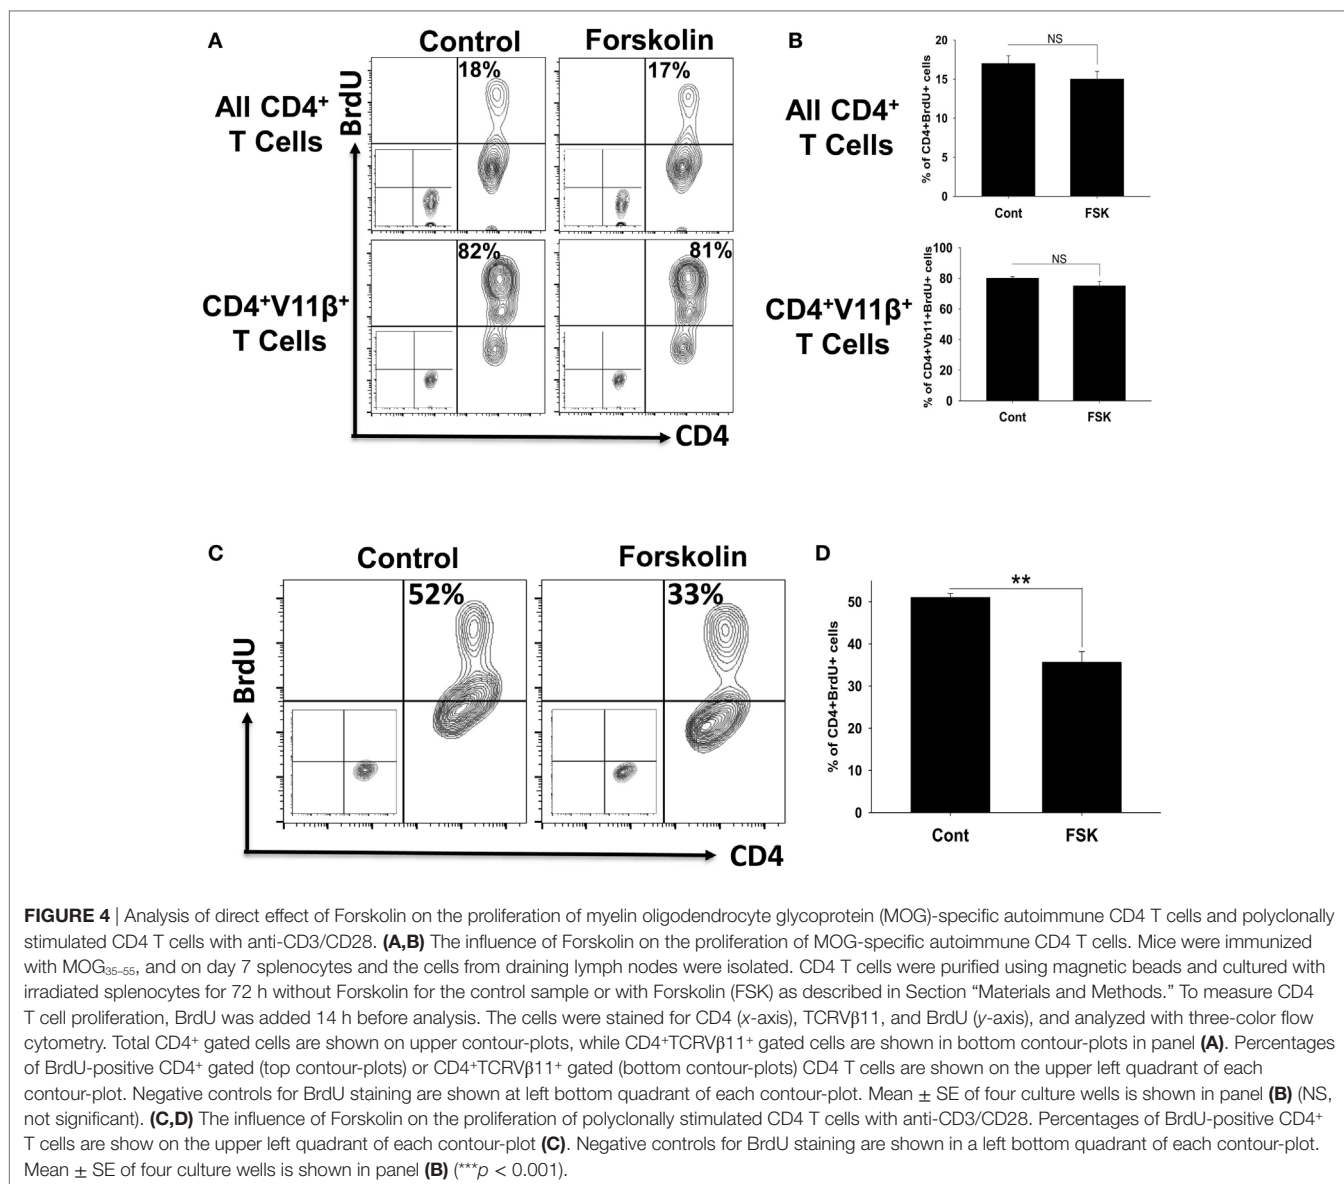 A
Control
Forskolin
BrdU
All CD4⁺
T Cells
18%
17%
CD4⁺V11β⁺
T Cells
82%
81%
CD4
B
All CD4⁺
T Cells
% of CD4+BrdU+ cells
20
15
10
5
0
NS
Cont
FSK
CD4⁺V11β⁺
T Cells
% of CD4+Vb11+BrdU+ cells
100
80
60
40
20
0
NS
Cont
FSK
C
Control
Forskolin
BrdU
52%
33%
CD4
D
% of CD4+BrdU+ cells
50
40
30
20
10
0
**
Cont
FSK
FIGURE 4 | Analysis of direct effect of Forskolin on the proliferation of myelin oligodendrocyte glycoprotein (MOG)-specific autoimmune CD4 T cells and polyclonally
stimulated CD4 T cells with anti-CD3/CD28. (A,B) The influence of Forskolin on the proliferation of MOG-specific autoimmune CD4 T cells. Mice were immunized
with MOG₃₅₋₅₅, and on day 7 splenocytes and the cells from draining lymph nodes were isolated. CD4 T cells were purified using magnetic beads and cultured with
irradiated splenocytes for 72 h without Forskolin for the control sample or with Forskolin (FSK) as described in Section “Materials and Methods.” To measure CD4
T cell proliferation, BrdU was added 14 h before analysis. The cells were stained for CD4 (x-axis), TCRVβ11, and BrdU (y-axis), and analyzed with three-color flow
cytometry. Total CD4⁺ gated cells are shown on upper contour-plots, while CD4⁺TCRVβ11⁺ gated cells are shown in bottom contour-plots in panel (A). Percentages
of BrdU-positive CD4⁺ gated (top contour-plots) or CD4⁺TCRVβ11⁺ gated (bottom contour-plots) CD4 T cells are shown on the upper left quadrant of each
contour-plot. Negative controls for BrdU staining are shown at left bottom quadrant of each contour-plot. Mean ± SE of four culture wells is shown in panel (B) (NS,
not significant). (C,D) The influence of Forskolin on the proliferation of polyclonally stimulated CD4 T cells with anti-CD3/CD28. Percentages of BrdU-positive CD4⁺
T cells are show on the upper left quadrant of each contour-plot (C). Negative controls for BrdU staining are shown in a left bottom quadrant of each contour-plot.
Mean ± SE of four culture wells is shown in panel (B) (***p < 0.001).